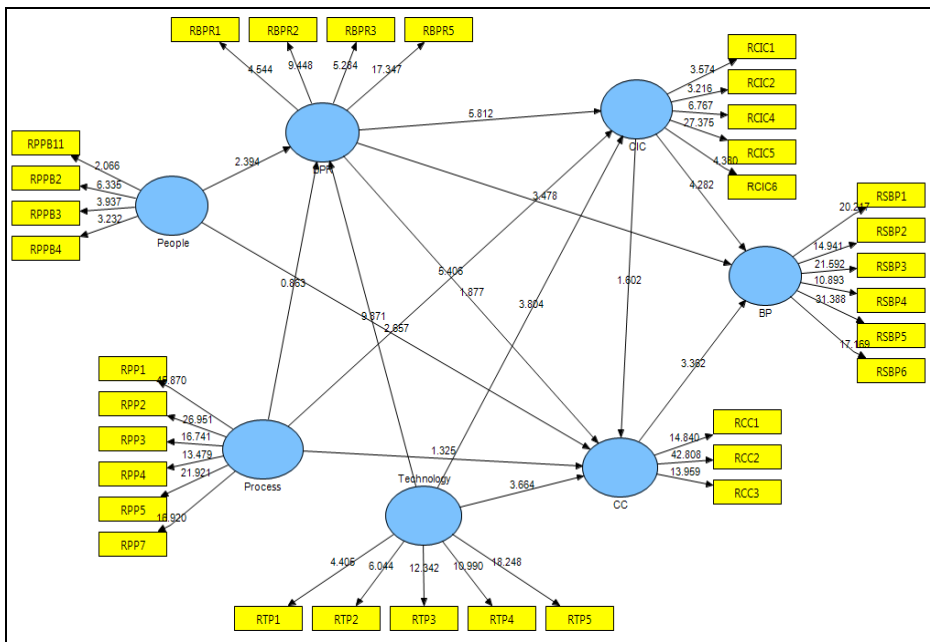 RBPR1
RBPR2
RBPR3
RBPR5
4.544
9.448
5.284
17.347
RCIC1
RCIC2
RCIC4
RCIC5
RCIC6
3.574
3.216
6.767
27.375
4.380
CIC
5.812
BPR
RPPB11
RPPB2
RPPB3
RPPB4
2.066
6.335
3.937
3.232
People
2.394
3.478
4.282
RSBP1
RSBP2
RSBP3
RSBP4
RSBP5
RSBP6
20.217
14.941
21.592
10.893
31.388
17.169
BP
0.863
5.406
1.877
3.804
1.602
9.871
2.657
3.362
RPP1
RPP2
RPP3
RPP4
RPP5
RPP7
26.951
16.741
13.479
21.921
16.920
Process
1.325
Technology
3.664
CC
RCC1
RCC2
RCC3
14.840
42.808
13.959
4.405
6.044
12.342
10.990
18.248
RTP1
RTP2
RTP3
RTP4
RTP5